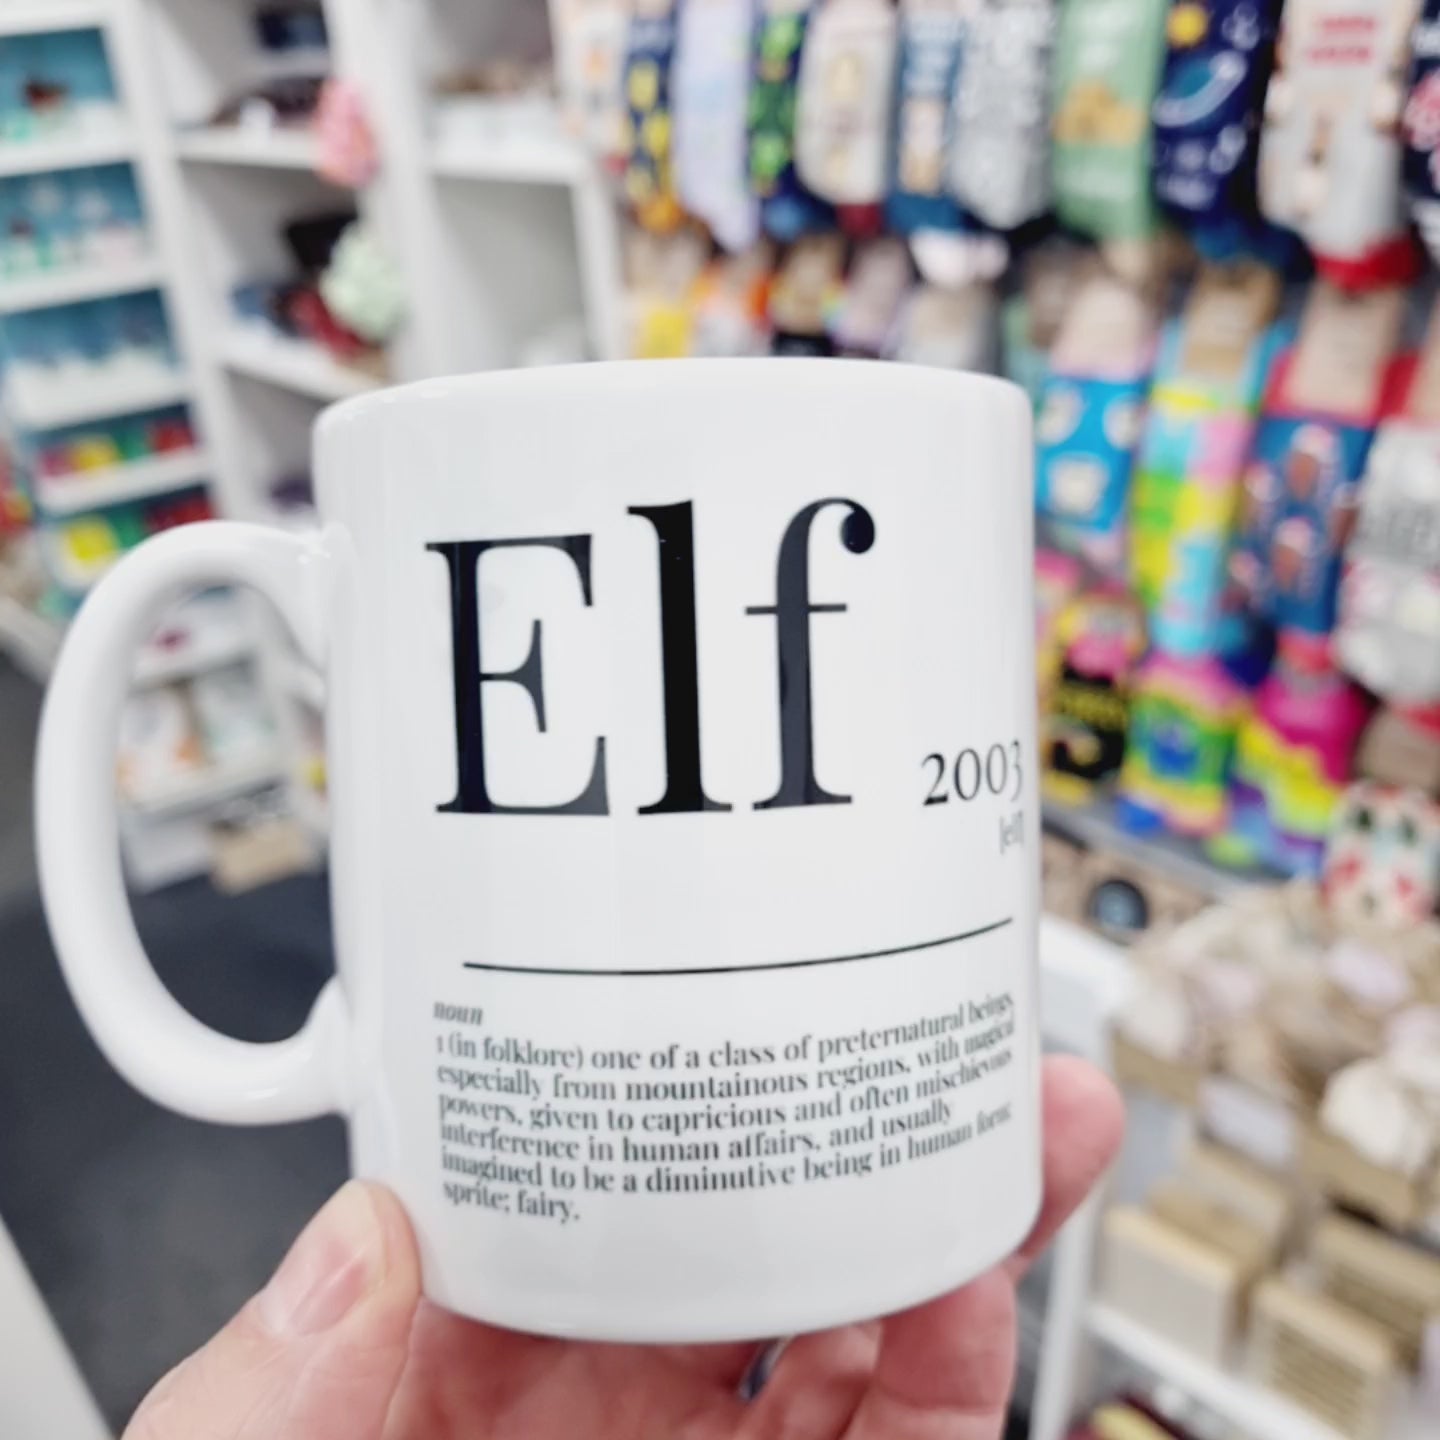 Elf
2003
[elf]
noun
1 (in folklore) one of a class of preternatural beings,
especially from mountainous regions, with magical
powers, given to capricious and often mischievous
interference in human affairs, and usually
imagined to be a diminutive being in human form;
sprite; fairy.